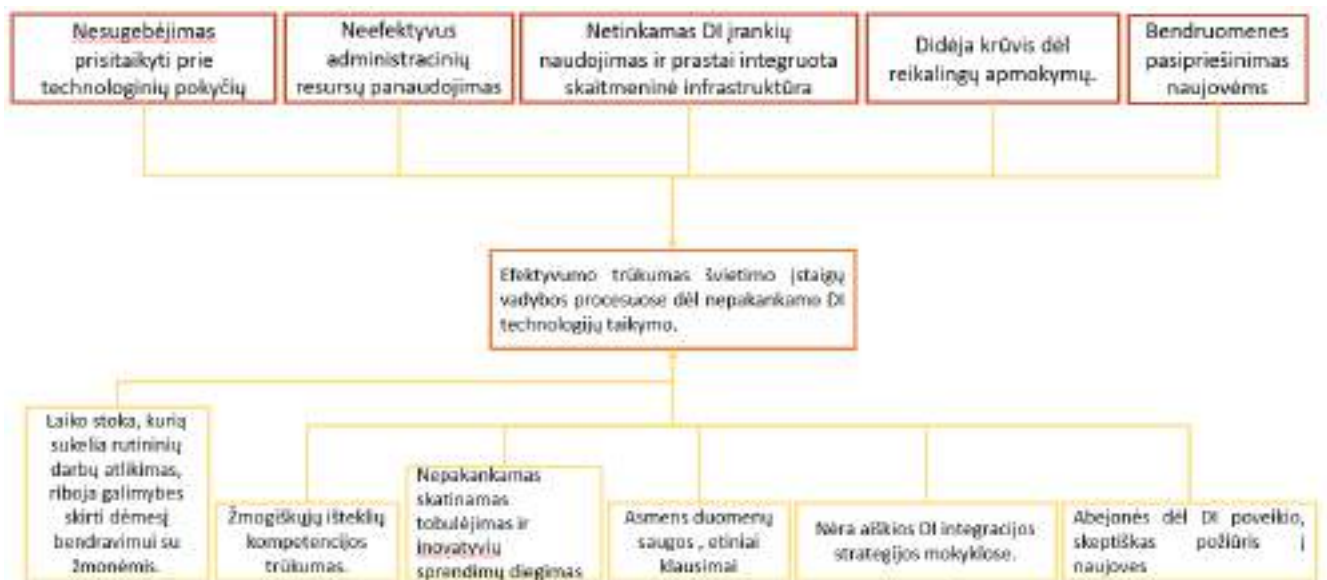 Nesugebėjimas
prisitaikyti prie
technologinių pokyčių
Neefektyvus
administracinių
resursų panaudojimas
Netinkamas DI įrankių
naudojimas ir prastai integruota
skaitmeninė infrastruktūra
Didėja krūvis dėl
reikalingų apmokymų.
Bendruomenes
pasipriešinimas
naujovėms
Efektyvumo trūkumas švietimo įstaigų
vadybos procesuose dėl nepakankamo DI
technologijų taikymo.
Laiko stoka, kurią
sukelia rutininių
darbų atlikimas,
riboja galimybes
skirti dėmesį
bendravimui su
žmonėmis.
Žmogiškųjų išteklių
kompetencijos
trūkumas.
Nepakankamas
skatinamas
tobulėjimas ir
inovatyvių
sprendimų diegimas
Asmens duomenų
saugos , etiniai
klausimai
Nėra aiškios DI integracijos
strategijos mokyklose.
Abejonės dėl DI poveikio,
skeptiškas požiūris į
naujoves